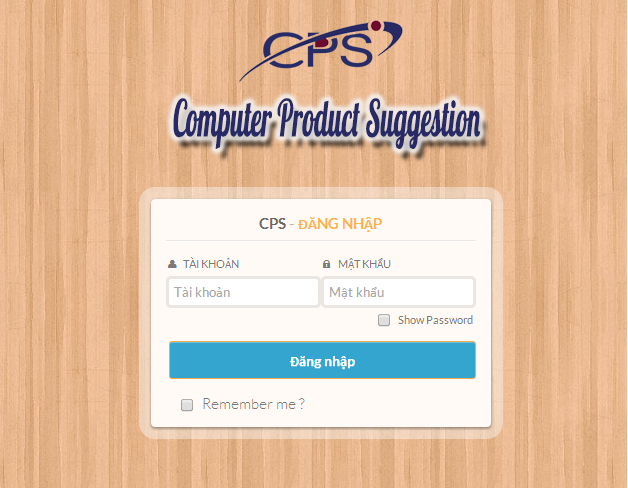 CPS
Computer Product Suggestion
CPS - ĐĂNG NHẬP
TÀI KHOẢN MẬT KHẨU
Tài khoản Mật khẩu
Show Password
Đăng nhập
Remember me ?